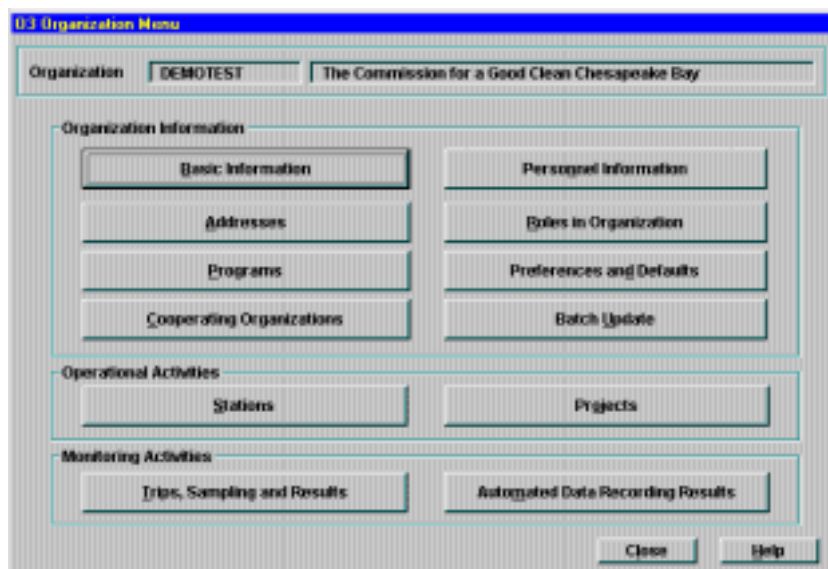 03 Organization Menu
Organization DEMOTEST The Commission for a Good Clean Chesapeake Bay
Organization Information
Basic Information Personnel Information
Addresses Roles in Organization
Programs Preferences and Defaults
Cooperating Organizations Batch Update
Operational Activities
Stations Projects
Monitoring Activities
Trips, Sampling and Results Automated Data Recording Results
Close Help